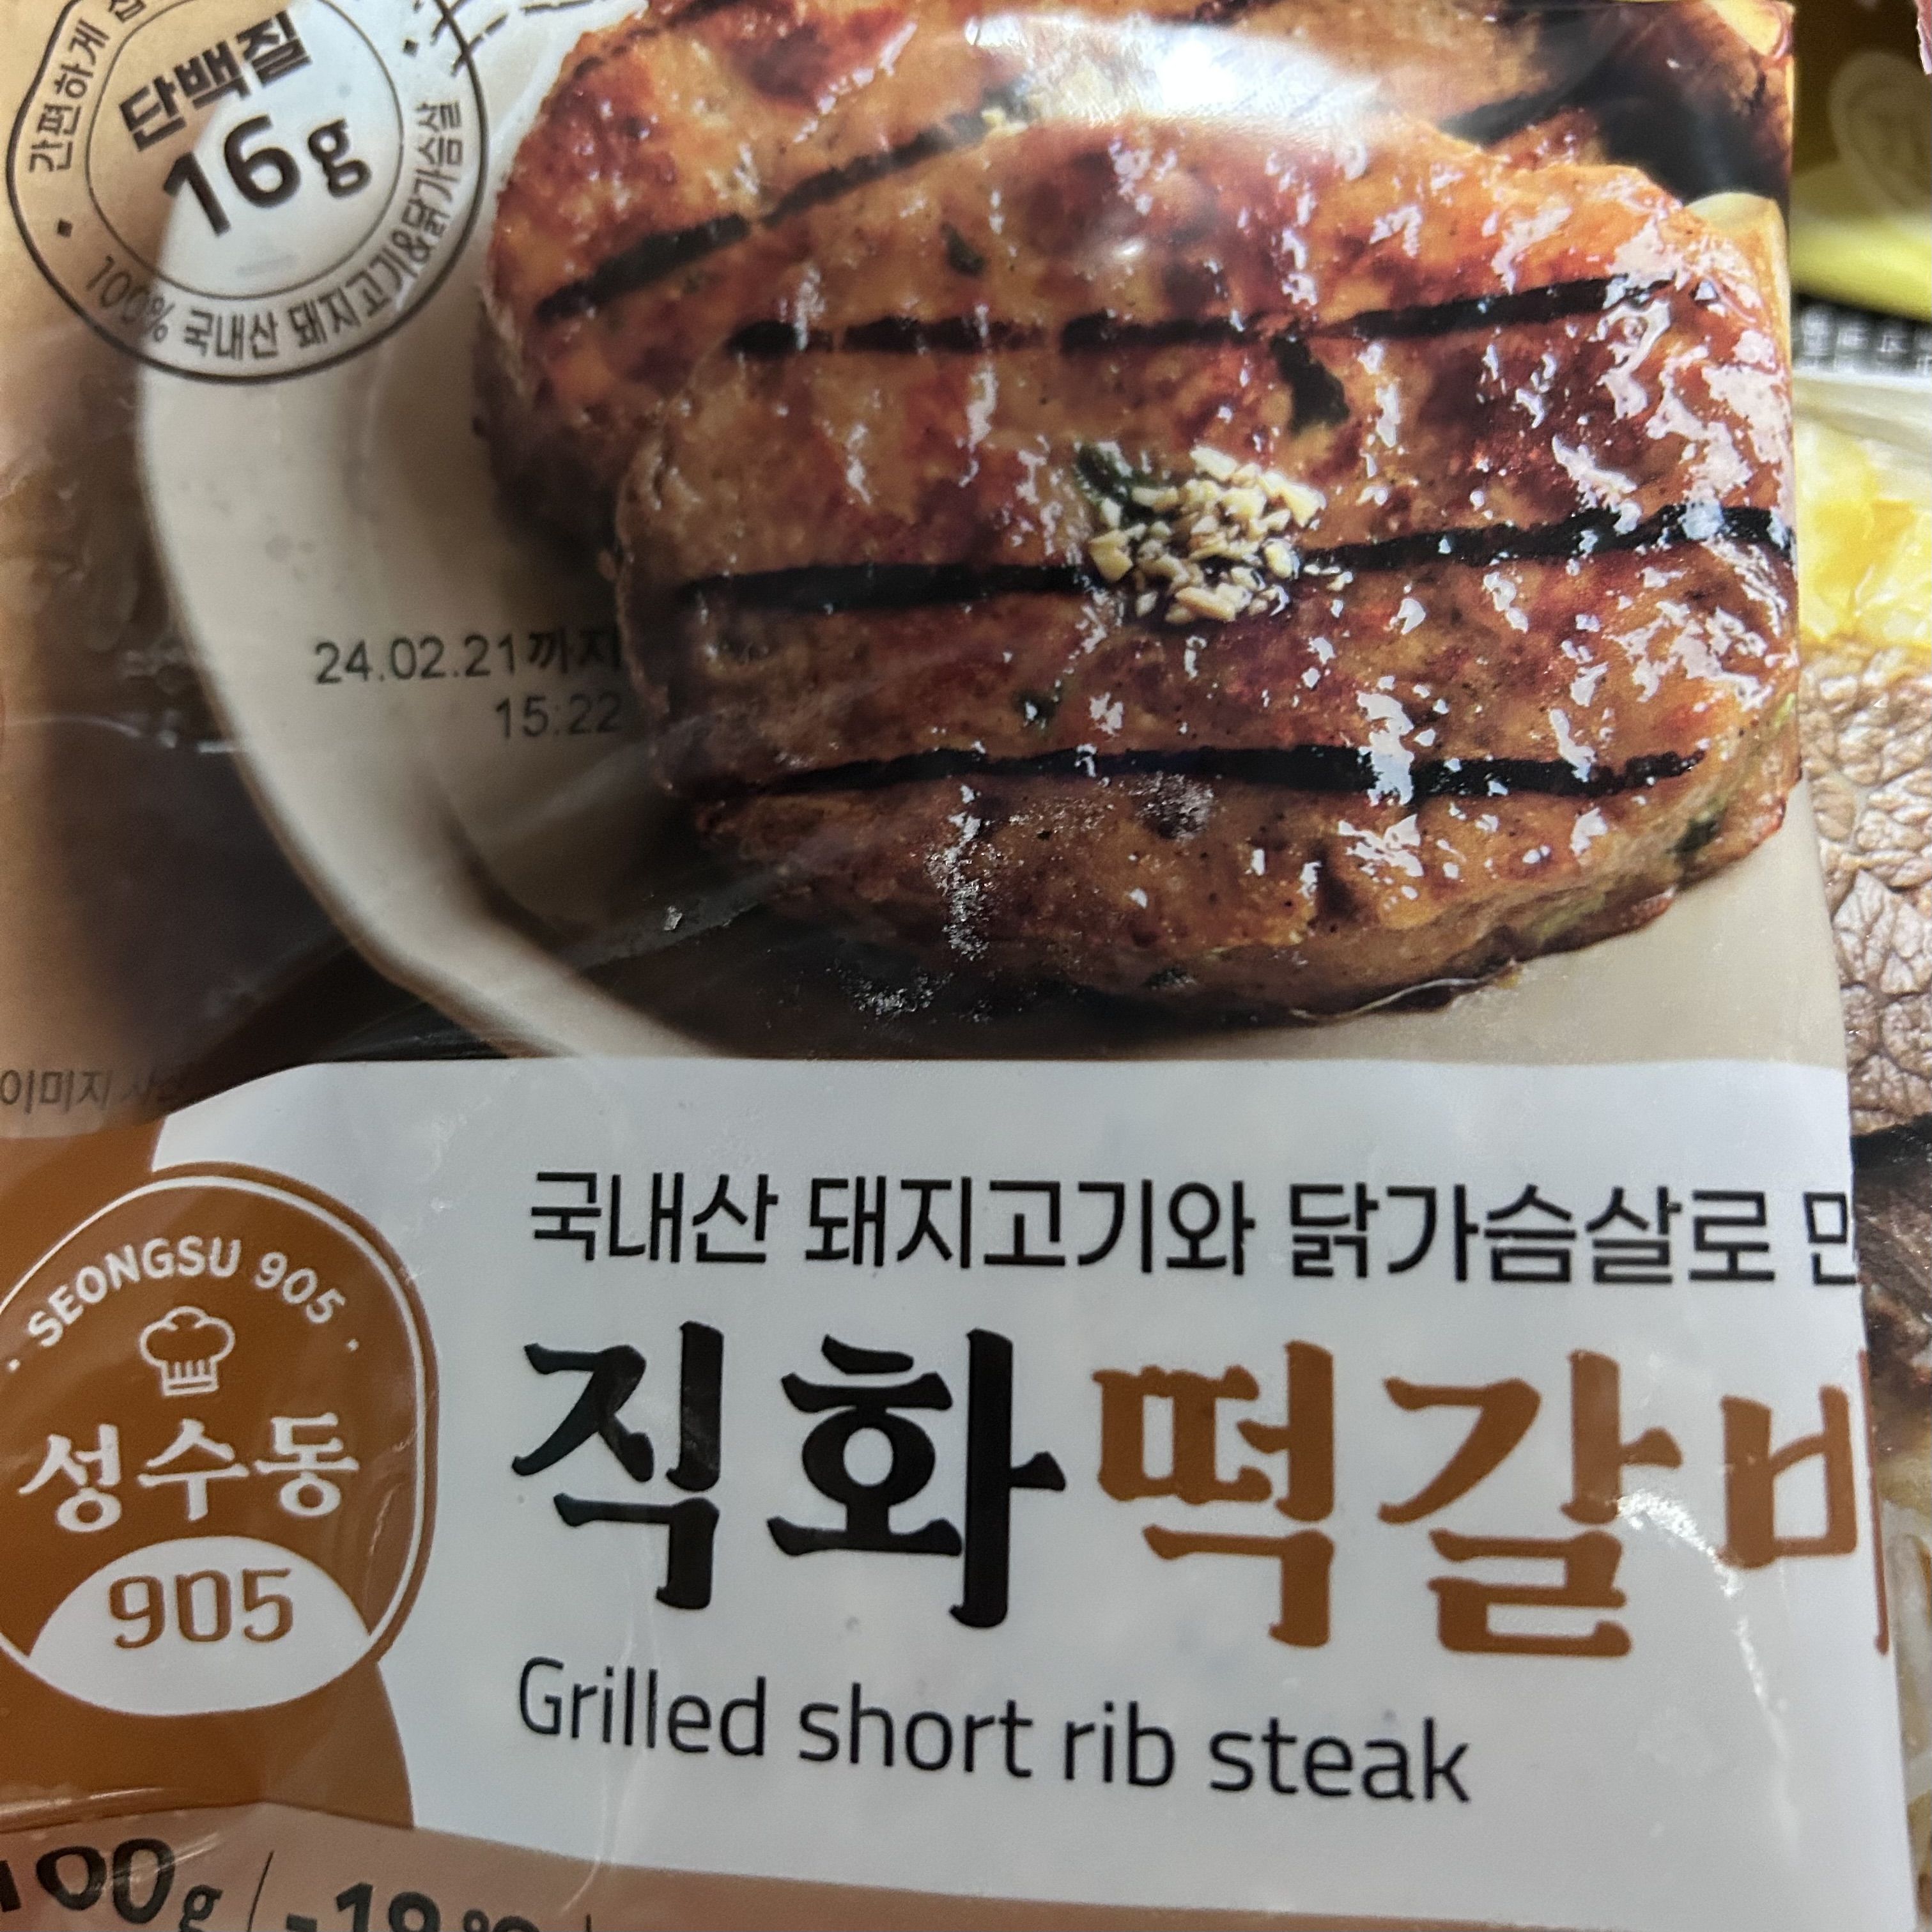 간편하게
단백질
16g
100% 국내산 돼지고기&닭가슴살
24.02.21까지
15:22
이미지
국내산 돼지고기와 닭가슴살로
SEONGSU 905
성수동
905
직화떡갈비
Grilled short rib steak
100g